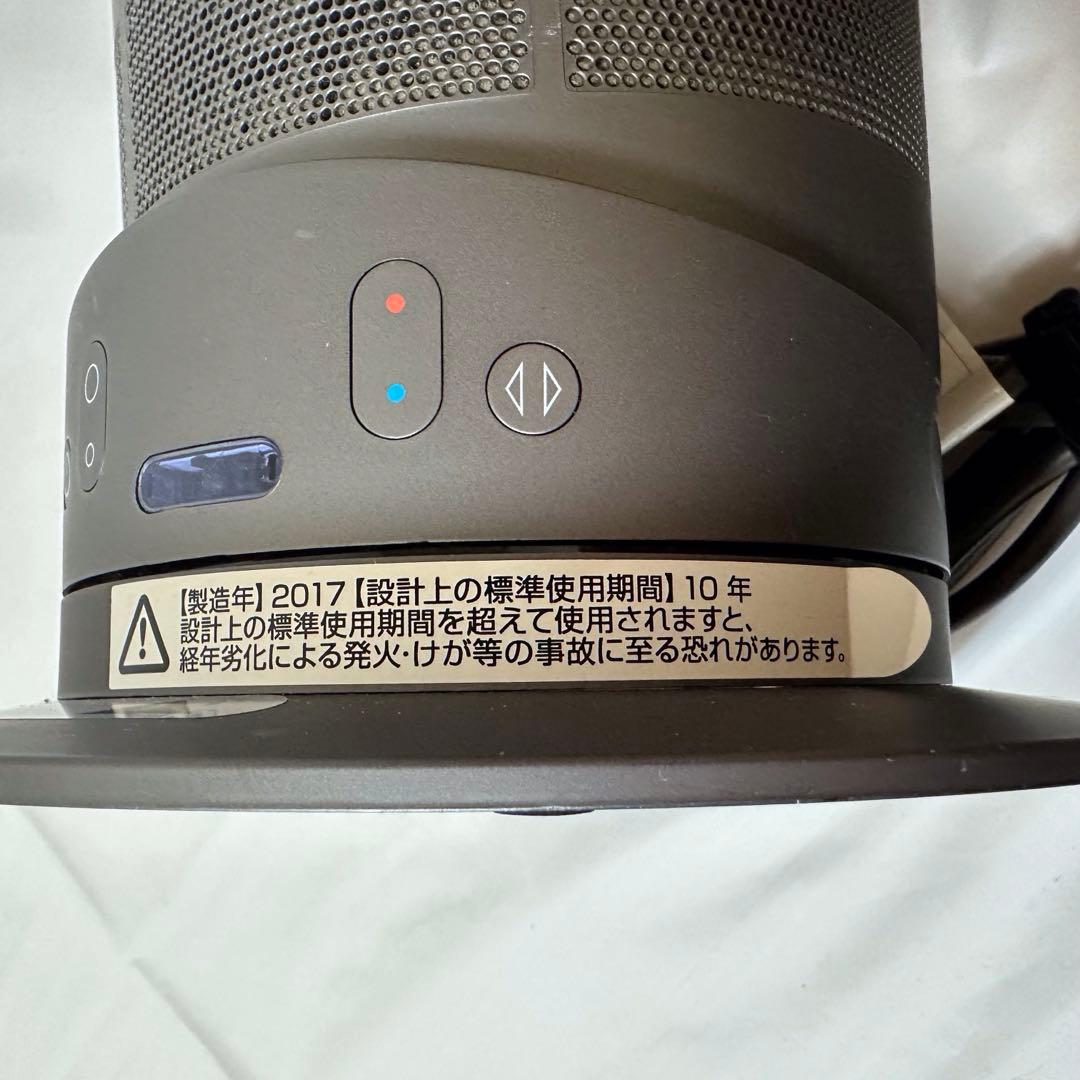 【製造年】2017【設計上の標準使用期間】10 年
設計上の標準使用期間を超えて使用されますと、
経年劣化による発火・けが等の事故に至る恐れがあります。